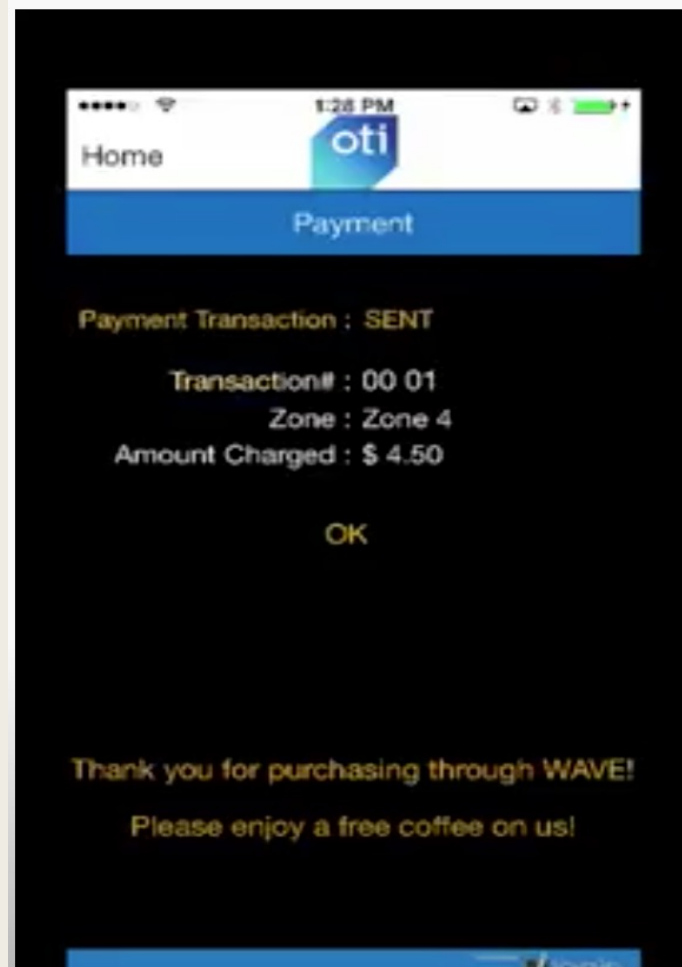 1:28 PM
Home
oti
Payment
Payment Transaction : SENT
Transaction# : 00 01
Zone : Zone 4
Amount Charged : $ 4.50
OK
Thank you for purchasing through WAVE!
Please enjoy a free coffee on us!